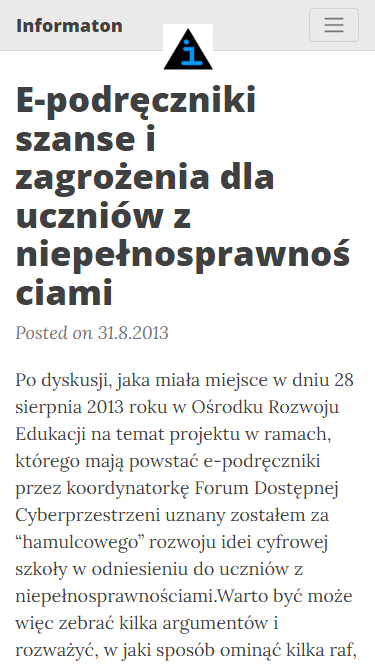 Informaton
i
E-podręczniki
szanse i
zagrożenia dla
uczniów z
niepełnosprawnoś
ciami
Posted on 31.8.2013
Po dyskusji, jaka miała miejsce w dniu 28
sierpnia 2013 roku w Ośrodku Rozwoju
Edukacji na temat projektu w ramach,
którego mają powstać e-podręczniki
przez koordynatorkę Forum Dostępnej
Cyberprzestrzeni uznany zostałem za
“hamulcowego” rozwoju idei cyfrowej
szkoły w odniesieniu do uczniów z
niepełnosprawnościami.Warto być może
więc zebrać kilka argumentów i
rozważyć, w jaki sposób ominąć kilka raf,